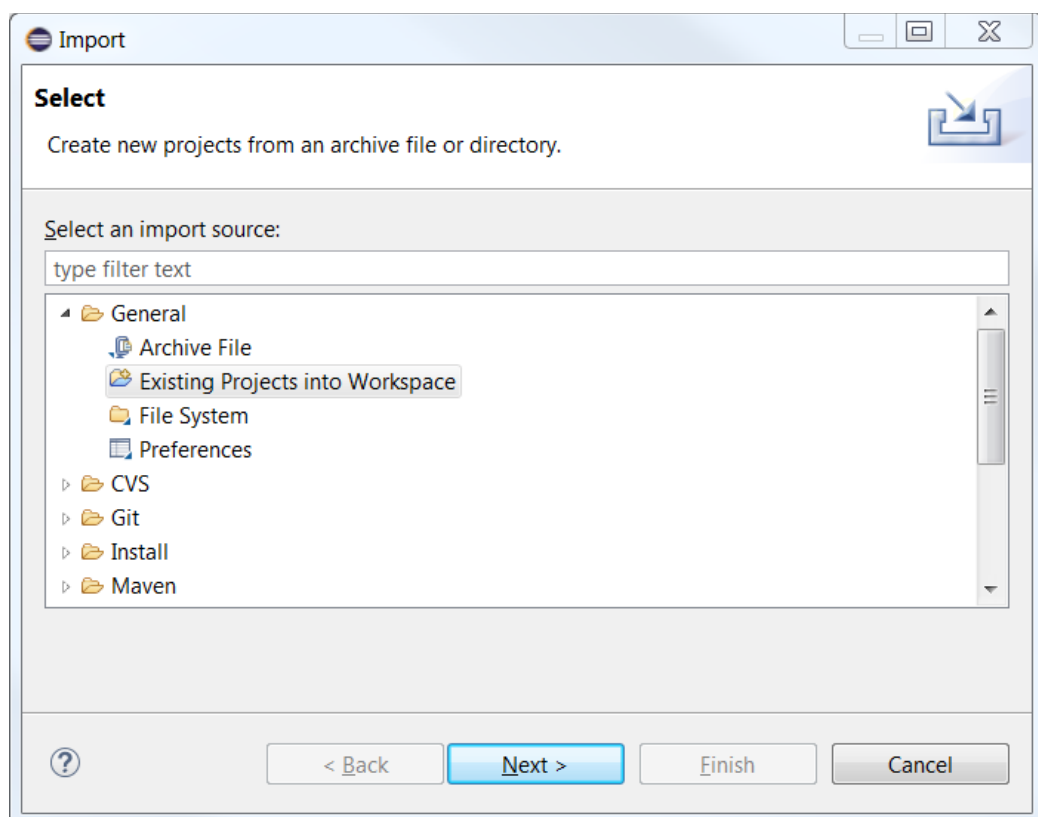 Import
Select
Create new projects from an archive file or directory.
Select an import source:
type filter text
General
Archive File
Existing Projects into Workspace
File System
Preferences
CVS
Git
Install
Maven
? < Back Next > Finish Cancel